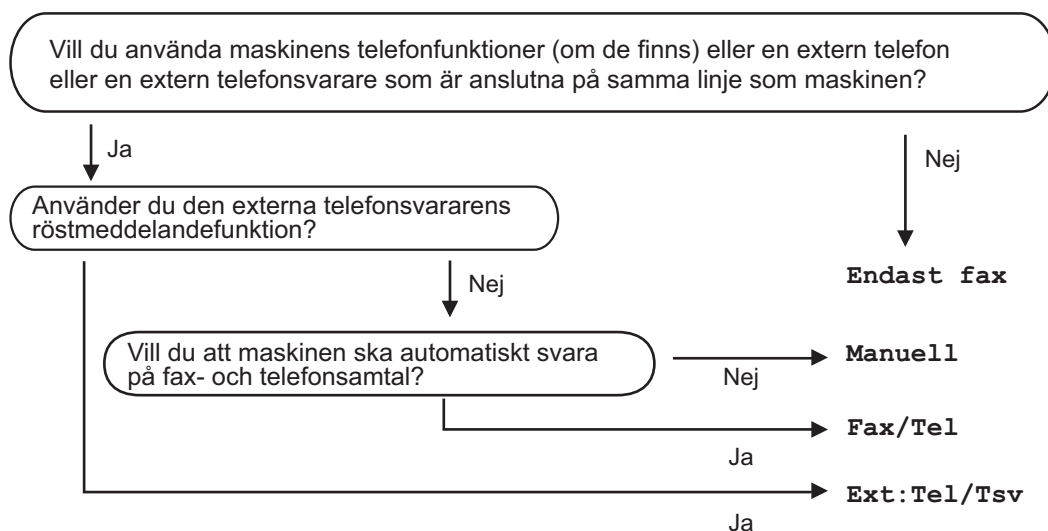 Vill du använda maskinens telefonfunktioner (om de finns) eller en extern telefon
eller en extern telefonsvarare som är anslutna på samma linje som maskinen?
Ja
Nej
Använder du den externa telefonsvararens
röstmeddelandefunktion?
Nej
Endast fax
Vill du att maskinen ska automatiskt svara
på fax- och telefonsamtal?
Nej
Manuell
Ja
Fax/Tel
Ja
Ext:Tel/Tsv